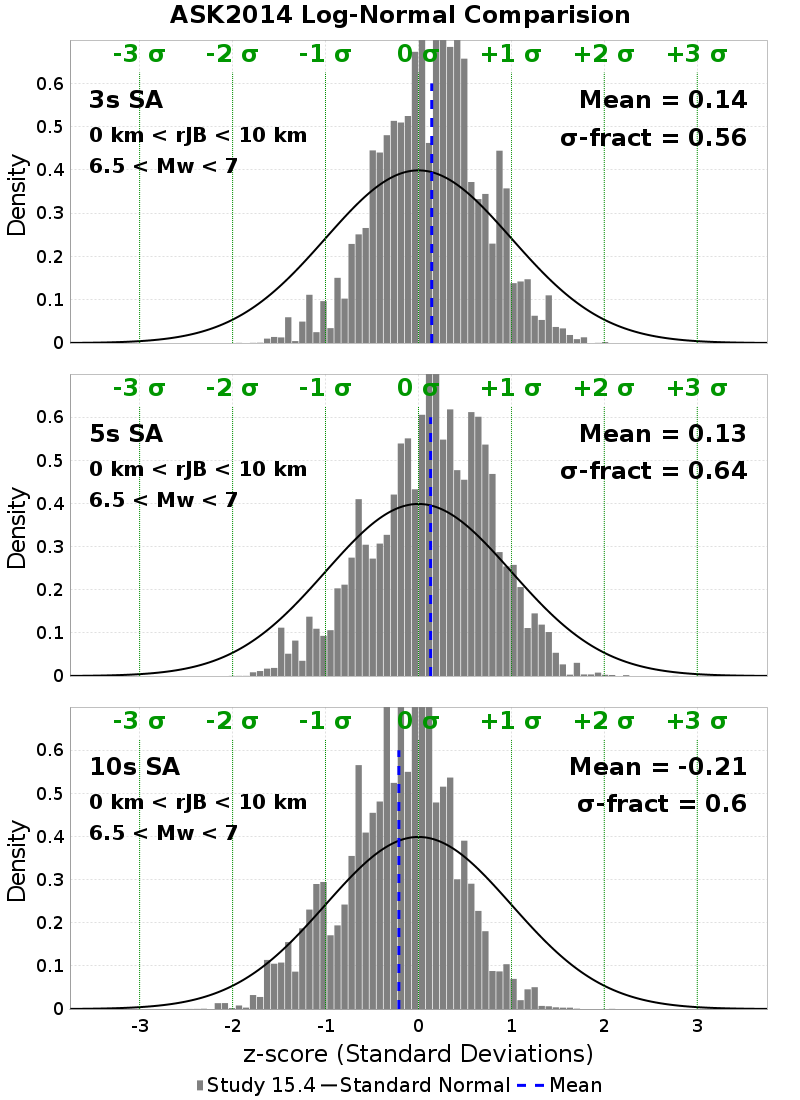 ASK2014 Log-Normal Comparision
-3 σ -2 σ -1 σ 0 σ +1 σ +2 σ +3 σ
0.6
0.5
0.4
0.3
0.2
0.1
0
Density
3s SA
0 km < rJB < 10 km
6.5 < Mw < 7
Mean = 0.14
σ-fract = 0.56
-3 σ -2 σ -1 σ 0 σ +1 σ +2 σ +3 σ
0.6
0.5
0.4
0.3
0.2
0.1
0
Density
5s SA
0 km < rJB < 10 km
6.5 < Mw < 7
Mean = 0.13
σ-fract = 0.64
-3 σ -2 σ -1 σ 0 σ +1 σ +2 σ +3 σ
0.6
0.5
0.4
0.3
0.2
0.1
0
Density
10s SA
0 km < rJB < 10 km
6.5 < Mw < 7
Mean = -0.21
σ-fract = 0.6
-3 -2 -1 0 1 2 3
z-score (Standard Deviations)
Study 15.4 Standard Normal Mean